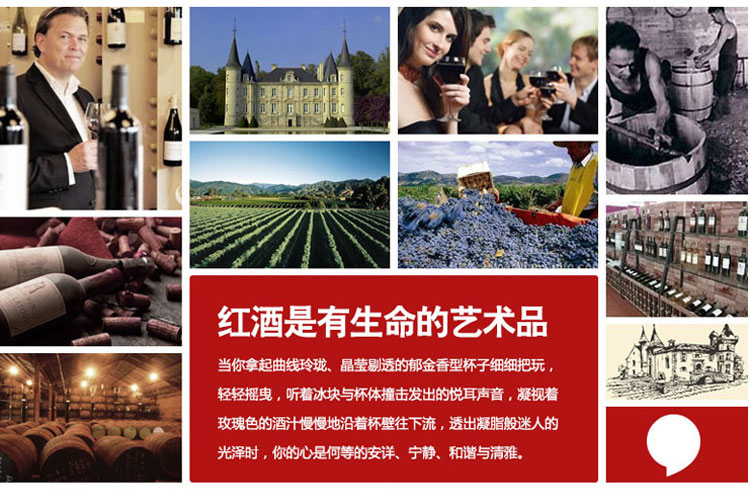 红酒是有生命的艺术品
当你拿起曲线玲珑、晶莹剔透的郁金香型杯子细细把玩，
轻轻摇曳，听着冰块与杯体撞击发出的悦耳声音，凝视着
玫瑰色的酒汁慢慢地沿着杯壁往下流，透出凝脂般迷人的
光泽时，你的心是何等的安详、宁静、和谐与清雅。